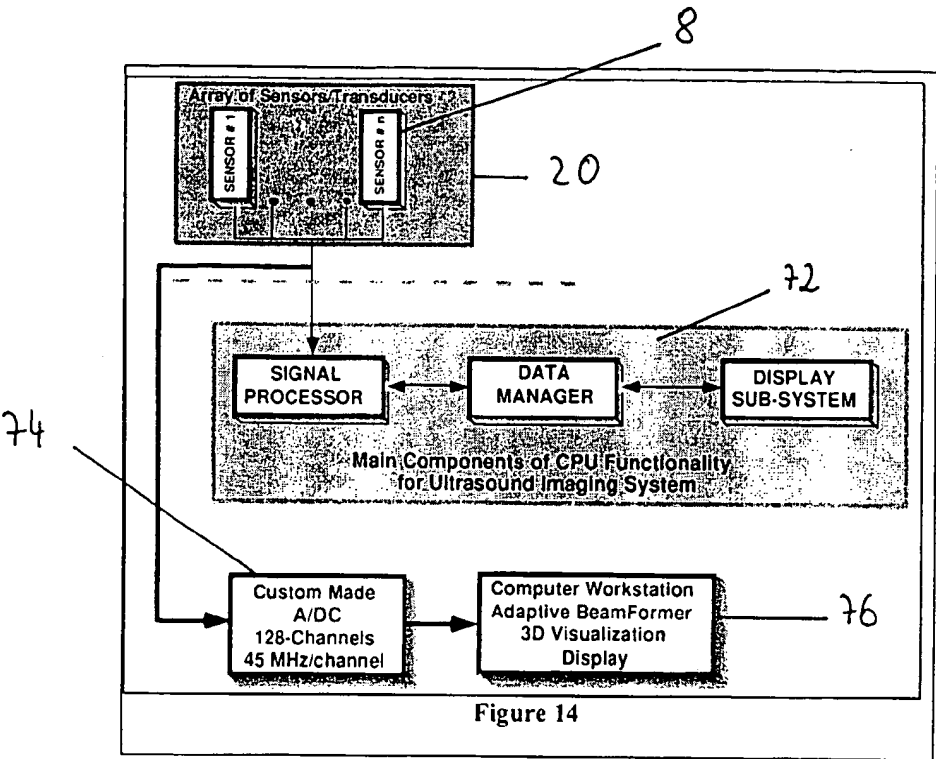 8
Array of Sensors/Transducers
SENSOR # 1
SENSOR # n
20
72
SIGNAL
PROCESSOR
DATA
MANAGER
DISPLAY
SUB-SYSTEM
74
Main Components of CPU Functionality
for Ultrasound Imaging System
Custom Made
A/DC
128-Channels
45 MHz/channel
Computer Workstation
Adaptive BeamFormer
3D Visualization
Display
76
Figure 14